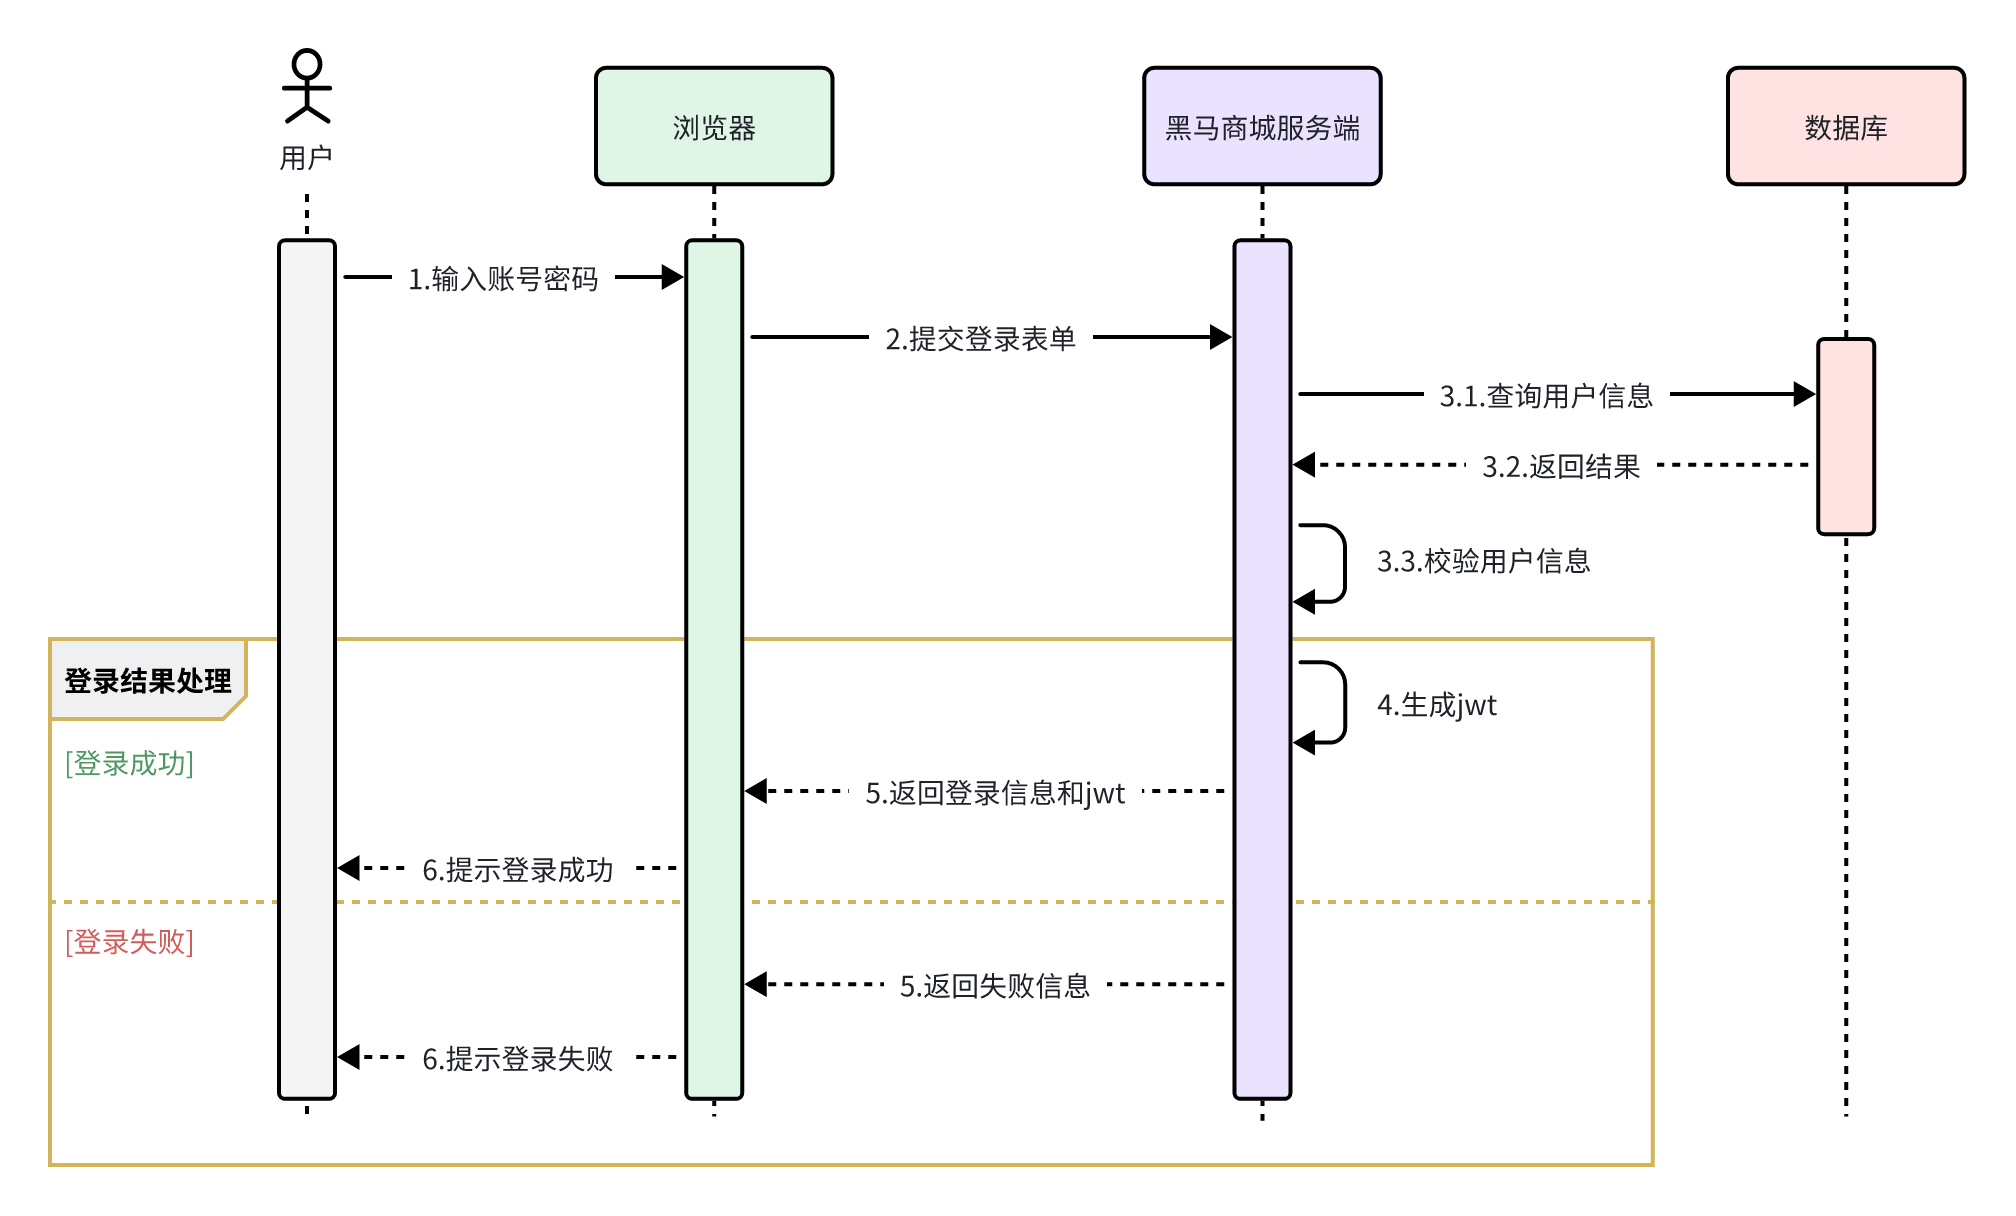 用户
浏览器
黑马商城服务端
数据库
1.输入账号密码
2.提交登录表单
3.1.查询用户信息
3.2.返回结果
3.3.校验用户信息
登录结果处理
4.生成jwt
[登录成功]
5.返回登录信息和jwt
6.提示登录成功
[登录失败]
5.返回失败信息
6.提示登录失败